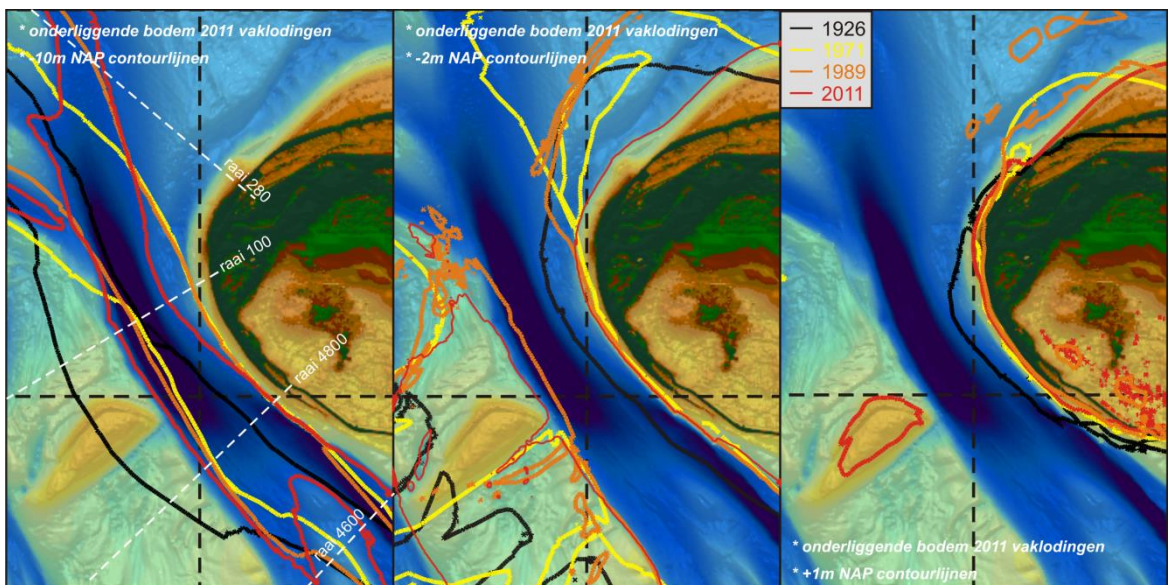 * onderliggende bodem 2011 vaklodingen
* -10m NAP contourlijnen
raai 280
raai 100
raai 4800
raai 4600
* onderliggende bodem 2011 vaklodingen
* -2m NAP contourlijnen
1926
1971
1989
2011
* onderliggende bodem 2011 vaklodingen
* +1m NAP contourlijnen